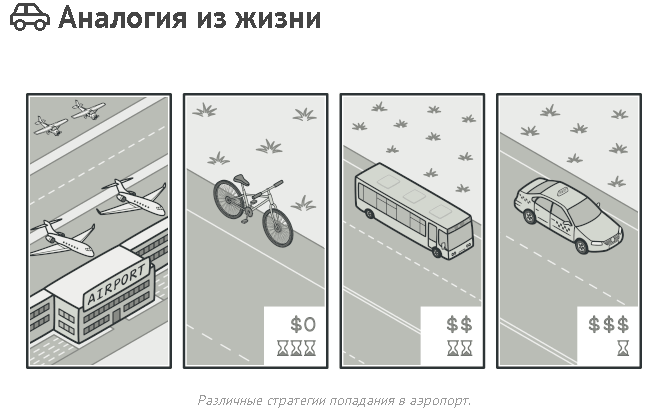 Аналогия из жизни
AIRPORT
$0
$$
$$$
Различные стратегии попадания в аэропорт.